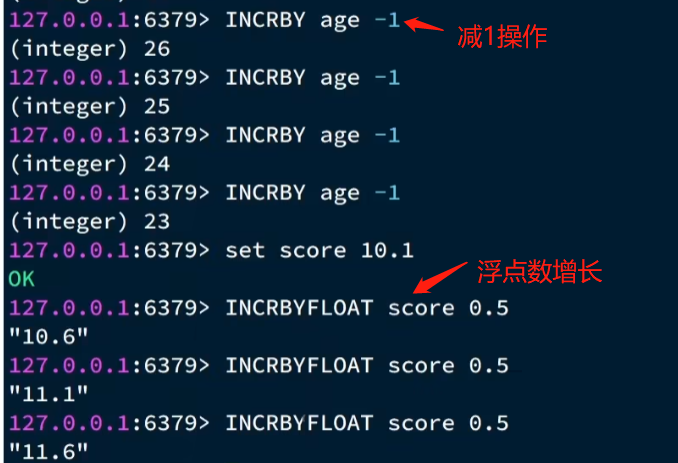 127.0.0.1:6379> INCRBY age -1
减1操作
(integer) 26
127.0.0.1:6379> INCRBY age -1
(integer) 25
127.0.0.1:6379> INCRBY age -1
(integer) 24
127.0.0.1:6379> INCRBY age -1
(integer) 23
127.0.0.1:6379> set score 10.1
OK
浮点数增长
127.0.0.1:6379> INCRBYFLOAT score 0.5
"10.6"
127.0.0.1:6379> INCRBYFLOAT score 0.5
"11.1"
127.0.0.1:6379> INCRBYFLOAT score 0.5
"11.6"